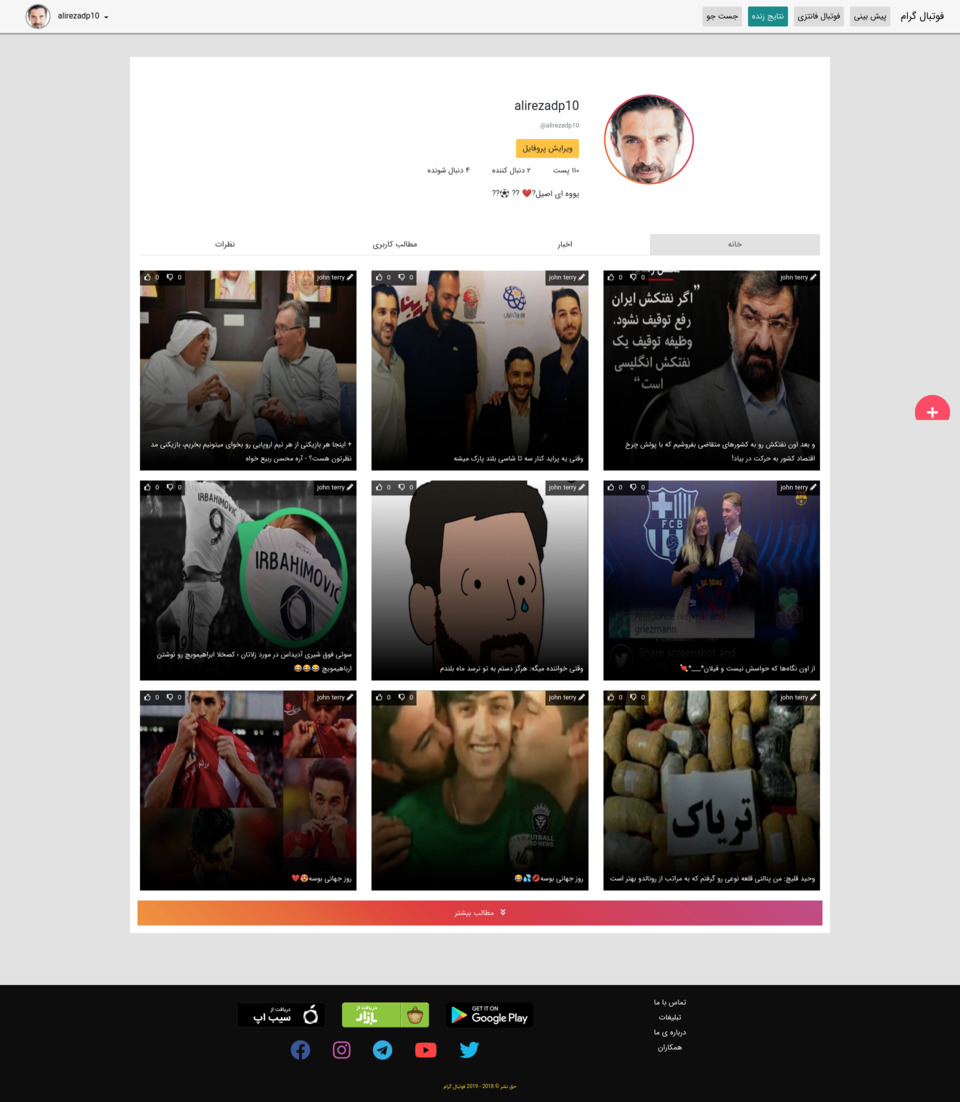 فوتبال گرام
پیش بینی
فوتبال فانتزی
نتایج زنده
جست جو
alirezadp10
alirezadp10
@alirezadp10
ویرایش پروفایل
۱۱۰ پست
۲ دنبال کننده
۴ دنبال شونده
یووه ای اصیل?❤️ ?? ⚽??
خانه
اخبار
مطالب کاربری
نظرات
john terry
0 0
”اگر نفتکش ایران
رفع توقیف نشود،
وظیفه توقیف یک
نفتکش انگلیسی
است“
و بعد اون نفتکش رو به کشورهای متقاضی بفروشیم که با پولش چرخ
اقتصاد کشور به حرکت در بیاد!
john terry
0 0
وقتی یه پراید کنار سه تا شاسی بلند پارک میشه
john terry
0 0
+ اینجا هر بازیکنی از هر تیم اروپایی رو بخوای میتونیم بخریم، بازیکنی مد
نظرتون هست؟ - آره محسن ربیع خواه
john terry
0 0
FCB
Announce Neymar and
griezmann
Share screenshot and
از اون نگاه‌ها که حواسش نیست و فیلان*__*💘
john terry
0 0
وقتی خواننده میگه: هرگز دستم به تو نرسد ماه بلندم
john terry
0 0
IRBAHIMOVIC
9
IRBAHIMOVIC
9
سوتی فوق شیری آدیداس در مورد زلاتان ؛ کصخلا ابراهیموویچ رو نوشتن
ارباهیموویچ 😂😂😂
john terry
0 0
تریاک
وحید قلیچ: من پنالتی قلعه نوعی رو گرفتم که به مراتب از رونالدو بهتر است
john terry
0 0
روز جهانی بوسه💋💦😂
john terry
0 0
روز جهانی بوسه😍❤️
مطالب بیشتر
تماس با ما
تبلیغات
درباره ی ما
همکاران
GET IT ON
Google Play
دریافت از
بازار
دریافت از
سیب اپ
حق نشر © 2018 - 2019 فوتبال گرام